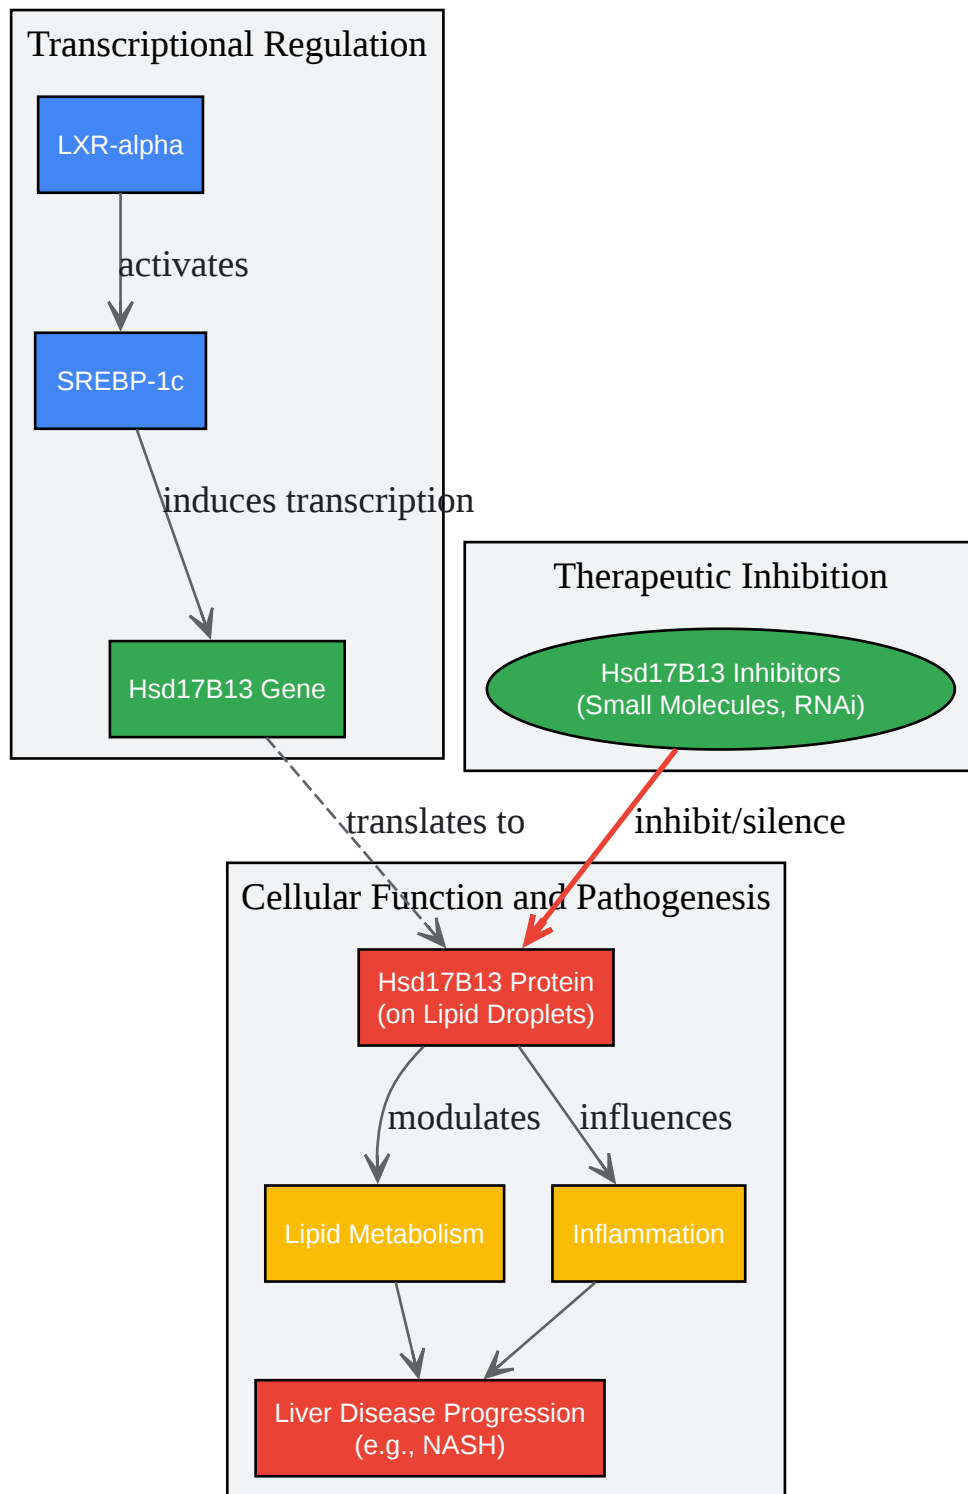 Transcriptional Regulation
LXR-alpha
activates
SREBP-1c
induces transcription
Therapeutic Inhibition
Hsd17B13 Inhibitors
(Small Molecules, RNAi)
Hsd17B13 Gene
translates to
inhibit/silence
Cellular Function and Pathogenesis
Hsd17B13 Protein
(on Lipid Droplets)
modulates
influences
Lipid Metabolism
Inflammation
Liver Disease Progression
(e.g., NASH)